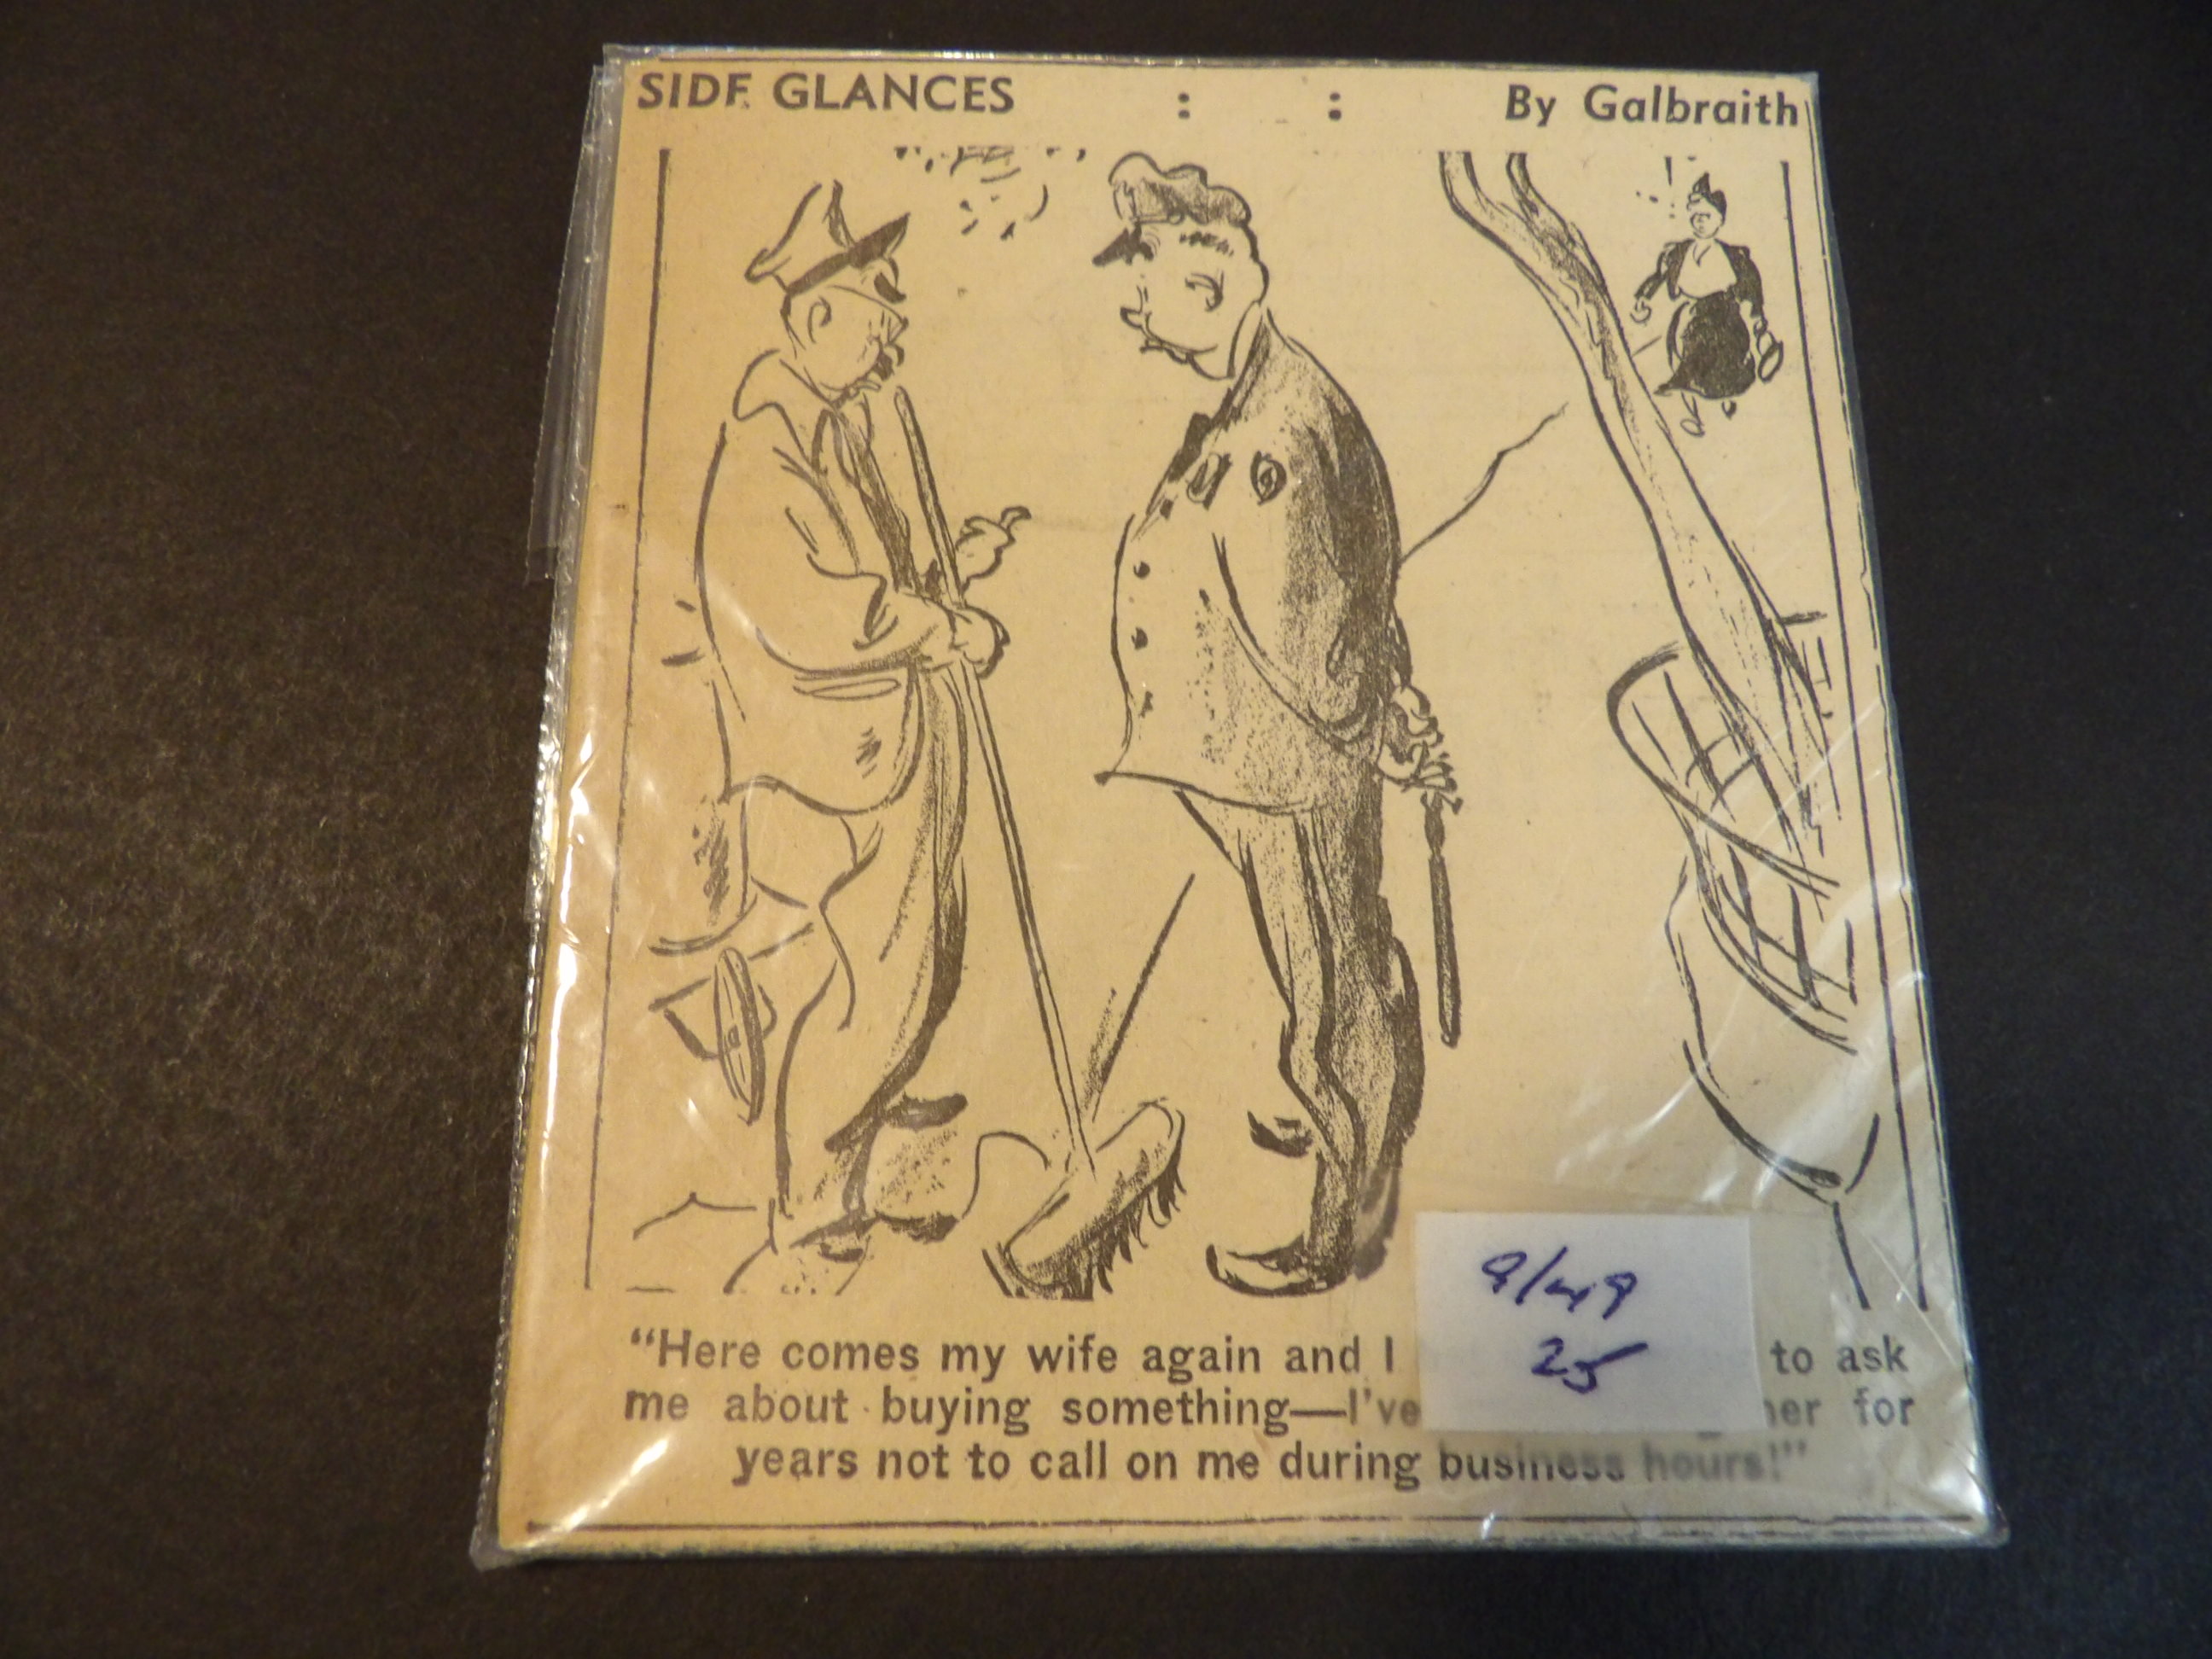 SIDE GLANCES : : By Galbraith
"Here comes my wife again and I to ask
me about buying something—I've for
years not to call on me during business hours!"
9/49
25